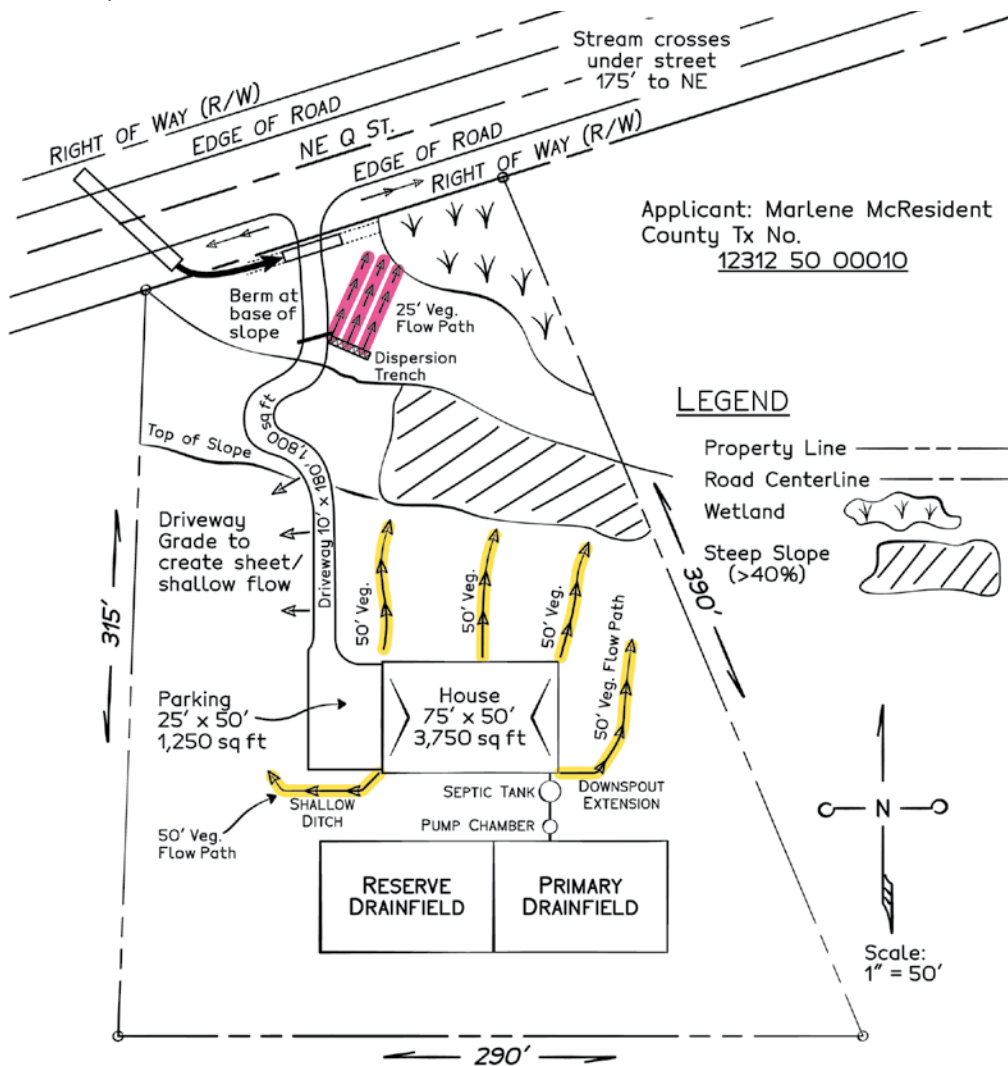 Stream crosses
under street
175' to NE
RIGHT OF WAY (R/W)
EDGE OF ROAD
NE Q ST.
EDGE OF ROAD
RIGHT OF WAY (R/W)
Applicant: Marlene McResident
County Tx No.
12312 50 00010
Berm at
base of
slope
25' Veg.
Flow Path
Dispersion
Trench
LEGEND
Property Line
Road Centerline
Wetland
Steep Slope
(>40%)
Top of Slope
Driveway 10' x 180', 1,800
sq ft
Driveway
Grade to
create sheet/
shallow flow
315'
390'
50' Veg.
50' Veg.
50' Veg.
50' Veg. Flow Path
Parking
25' x 50'
1,250 sq ft
House
75' x 50'
3,750 sq ft
SHALLOW
DITCH
50' Veg.
Flow Path
SEPTIC TANK
DOWNSPOUT
EXTENSION
PUMP CHAMBER
RESERVE
DRAINFIELD
PRIMARY
DRAINFIELD
N
Scale:
1" = 50'
290'